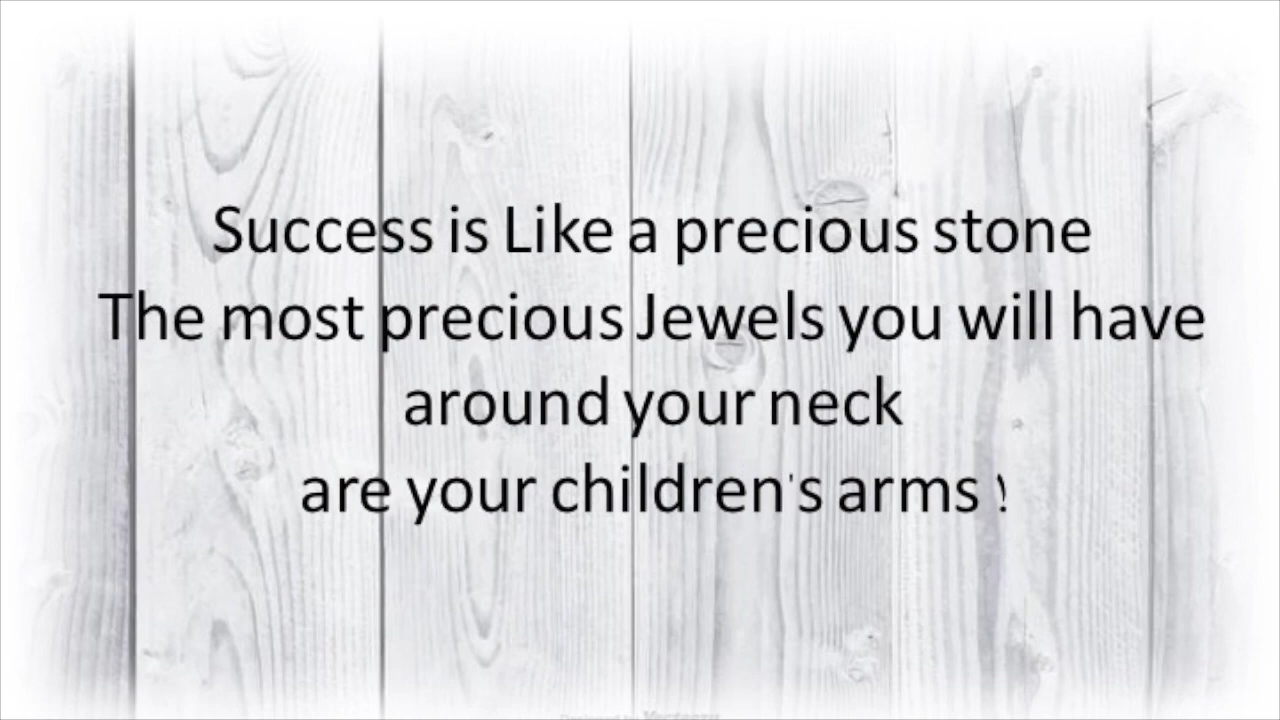 Success is Like a precious stone
The most precious Jewels you will have
around your neck
are your children's arms !